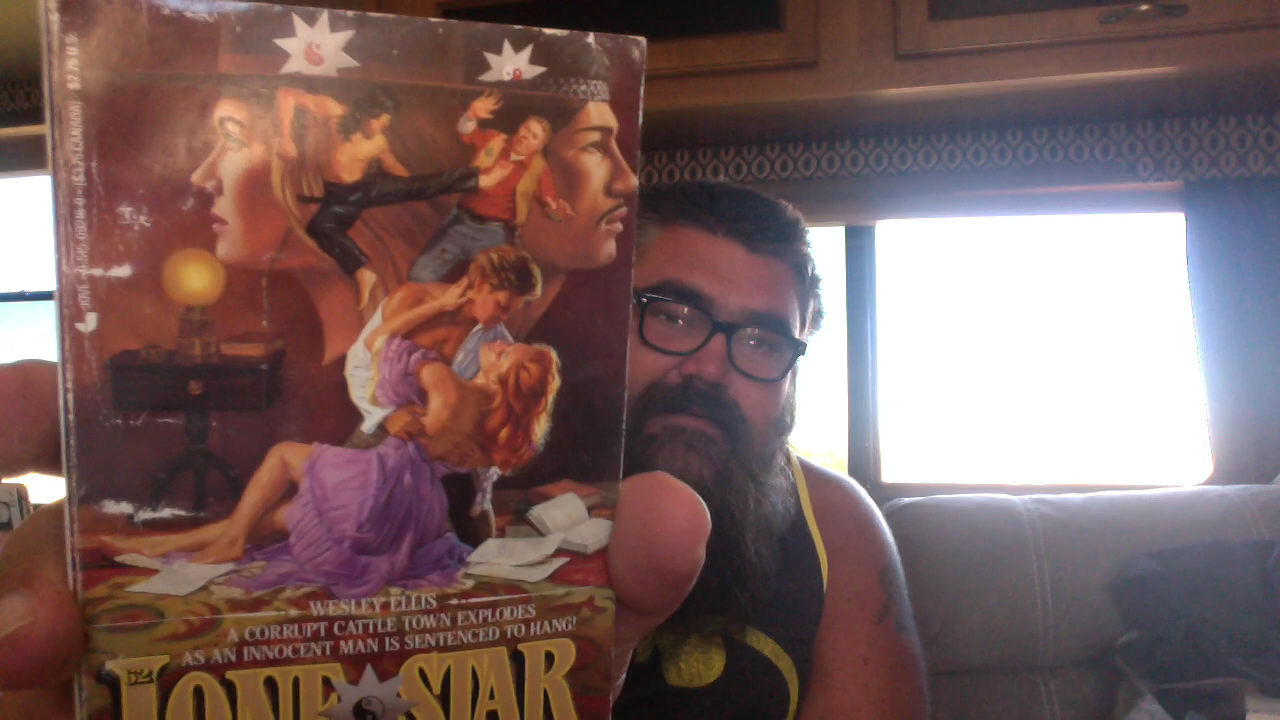 WESLEY ELLIS
A CORRUPT CATTLE TOWN EXPLODES
AS AN INNOCENT MAN IS SENTENCED TO HANG!
LONE STAR